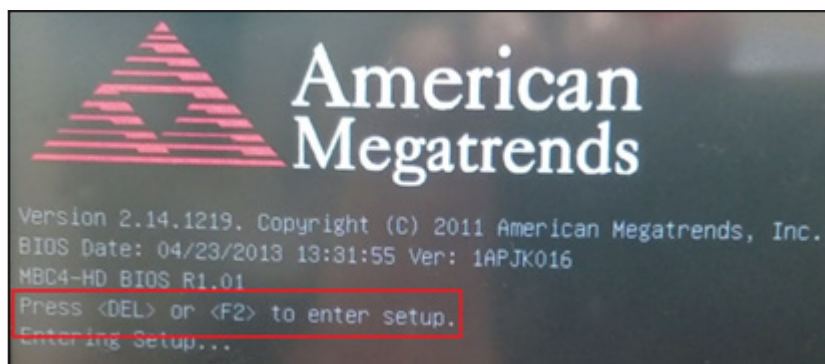 American
Megatrends
Version 2.14.1219. Copyright (C) 2011 American Megatrends, Inc.
BIOS Date: 04/23/2013 13:31:55 Ver: 1APJK016
MBC4-HD BIOS R1.01
Press <DEL> or <F2> to enter setup.
Entering Setup...